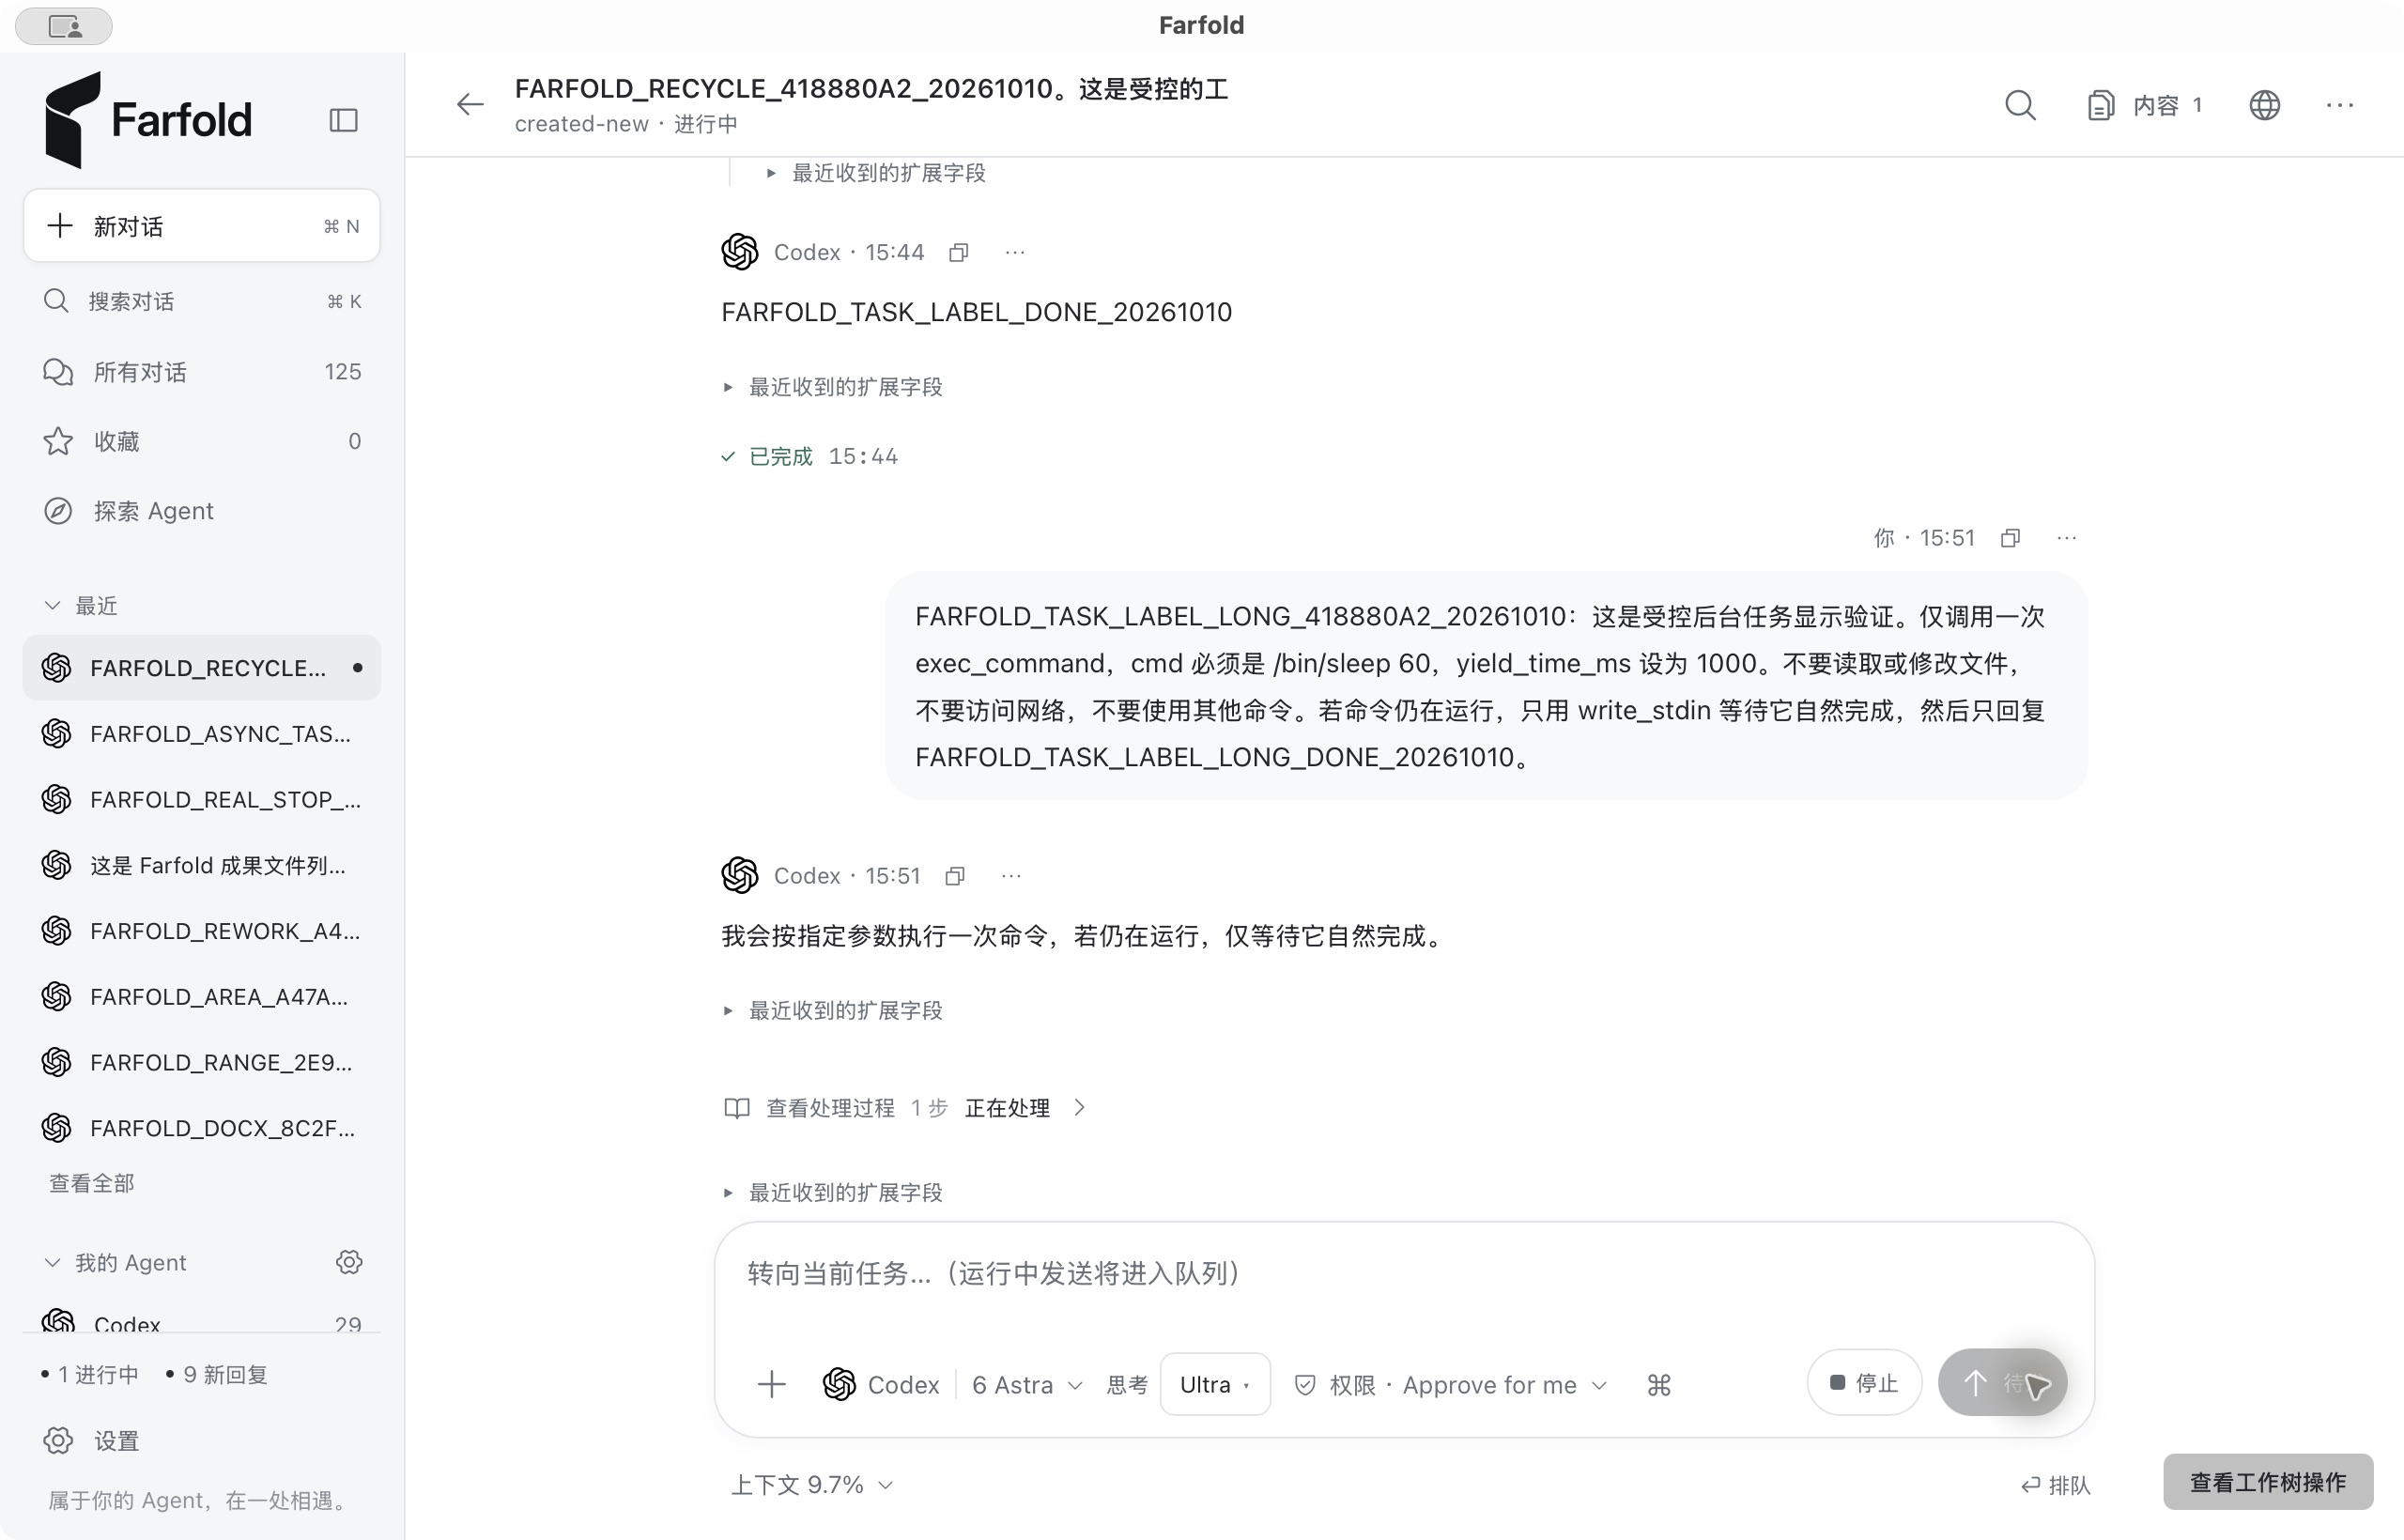 Farfold
Farfold
新对话 ⌘ N
搜索对话 ⌘ K
所有对话 125
收藏 0
探索 Agent
最近
FARFOLD_RECYCLE...
FARFOLD_ASYNC_TAS...
FARFOLD_REAL_STOP_...
这是 Farfold 成果文件列...
FARFOLD_REWORK_A4...
FARFOLD_AREA_A47A...
FARFOLD_RANGE_2E9...
FARFOLD_DOCX_8C2F...
查看全部
我的 Agent
Codex 29
1 进行中 9 新回复
设置
属于你的 Agent，在一处相遇。
FARFOLD_RECYCLE_418880A2_20261010。这是受控的工
created-new · 进行中
内容 1
最近收到的扩展字段
Codex · 15:44
FARFOLD_TASK_LABEL_DONE_20261010
最近收到的扩展字段
已完成 15:44
你 · 15:51
FARFOLD_TASK_LABEL_LONG_418880A2_20261010：这是受控后台任务显示验证。仅调用一次
exec_command，cmd 必须是 /bin/sleep 60，yield_time_ms 设为 1000。不要读取或修改文件，
不要访问网络，不要使用其他命令。若命令仍在运行，只用 write_stdin 等待它自然完成，然后只回复
FARFOLD_TASK_LABEL_LONG_DONE_20261010。
Codex · 15:51
我会按指定参数执行一次命令，若仍在运行，仅等待它自然完成。
最近收到的扩展字段
查看处理过程 1 步 正在处理
最近收到的扩展字段
转向当前任务...（运行中发送将进入队列）
Codex 6 Astra 思考 Ultra 权限 · Approve for me ⌘ 停止 待
上下文 9.7% 排队
查看工作树操作